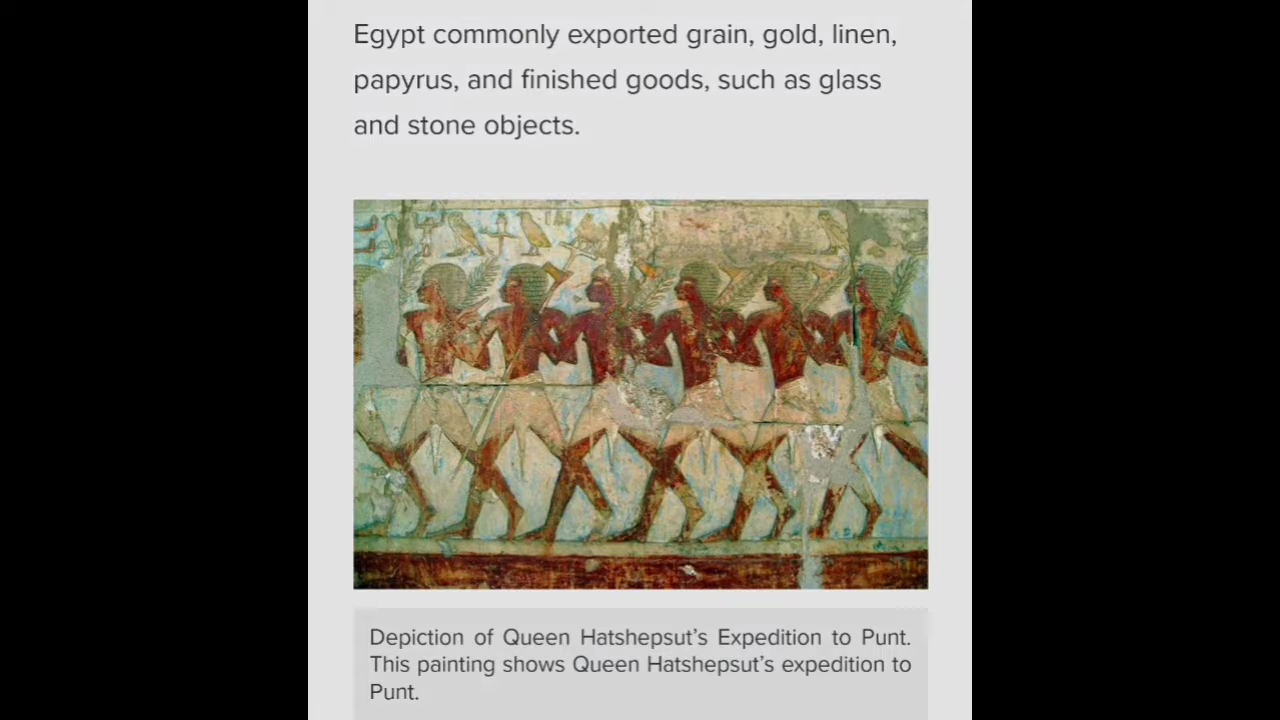 Egypt commonly exported grain, gold, linen,
papyrus, and finished goods, such as glass
and stone objects.
Depiction of Queen Hatshepsut’s Expedition to Punt.
This painting shows Queen Hatshepsut’s expedition to
Punt.